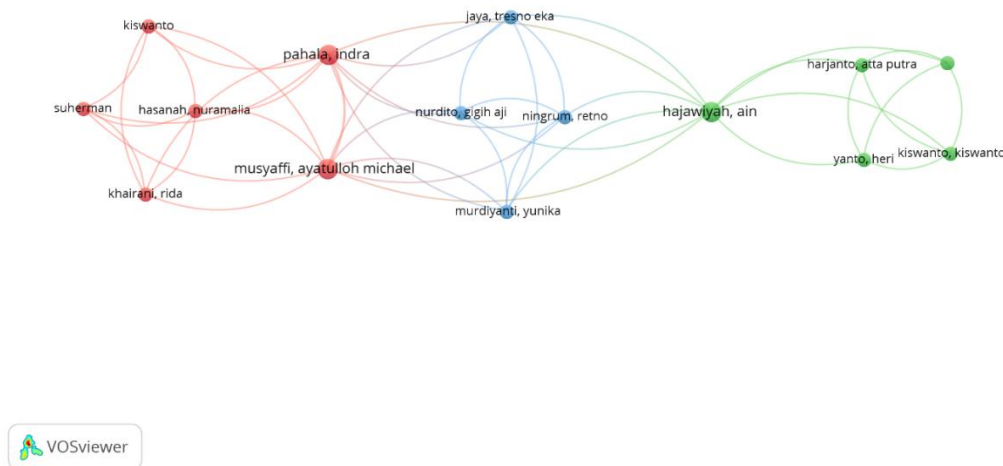 kiswanto
pahala, indra
suherman
hasanah, nuramalia
musyaffi, ayatulloh michael
khairani, rida
jaya, tresno eka
nurdito, gigih aji
ningrum, retno
murdiyanti, yunika
hajawiyah, ain
harjanto, atta putra
yanto, heri
kiswanto, kiswanto
VOSviewer